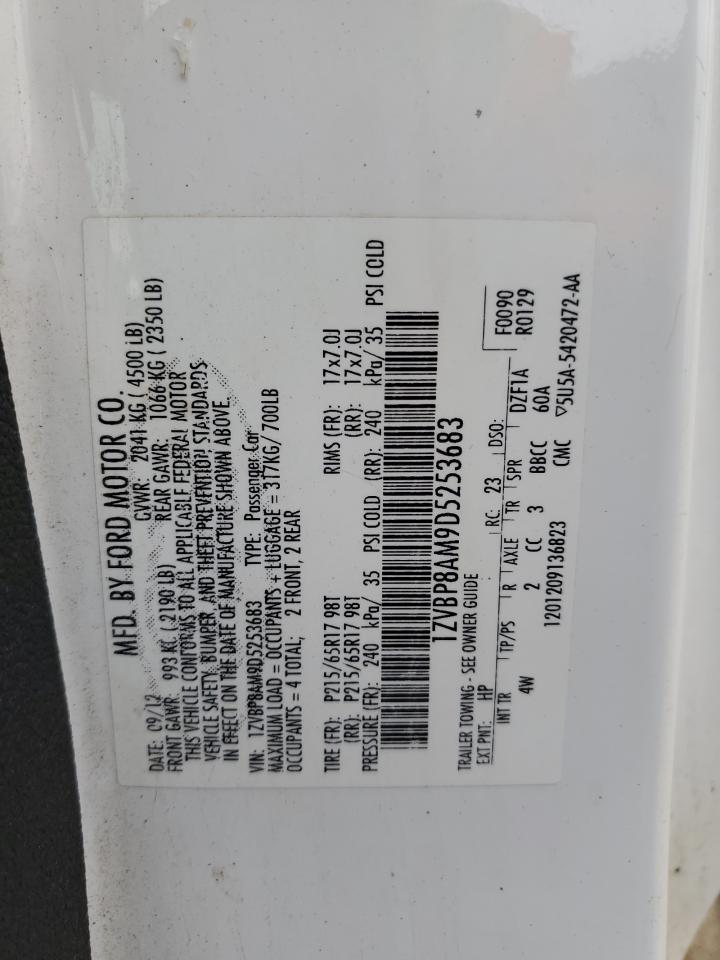 MFD. BY FORD MOTOR CO.
DATE: 09/12 GVWR: 2041 KG ( 4500 LB)
FRONT GAWR: 993 KG ( 2190 LB) REAR GAWR: 1066 KG ( 2350 LB)
THIS VEHICLE CONFORMS TO ALL APPLICABLE FEDERAL MOTOR
VEHICLE SAFETY, BUMPER, AND THEFT PREVENTION STANDARDS
IN EFFECT ON THE DATE OF MANUFACTURE SHOWN ABOVE.
VIN: 1ZVBP8AM9D5253683 TYPE: Passenger Car
MAXIMUM LOAD = OCCUPANTS + LUGGAGE = 317KG/ 700LB
OCCUPANTS = 4 TOTAL; 2 FRONT, 2 REAR
TIRE (FR): P215/65R17 98T RIMS (FR): 17x7.0J
(RR): P215/65R17 98T (RR): 17x7.0J
PRESSURE (FR): 240 kPa/ 35 PSI COLD (RR): 240 kPa/ 35 PSI COLD
1ZVBP8AM9D5253683
TRAILER TOWING - SEE OWNER GUIDE
EXT PNT: HP RC: 23 DSO: F0090
INT TR TP/PS R AXLE TR SPR DZF1A R0129
4W 2 CC 3 BBCC 60A
1201209136823 CMC ▽5U5A-5420472-AA